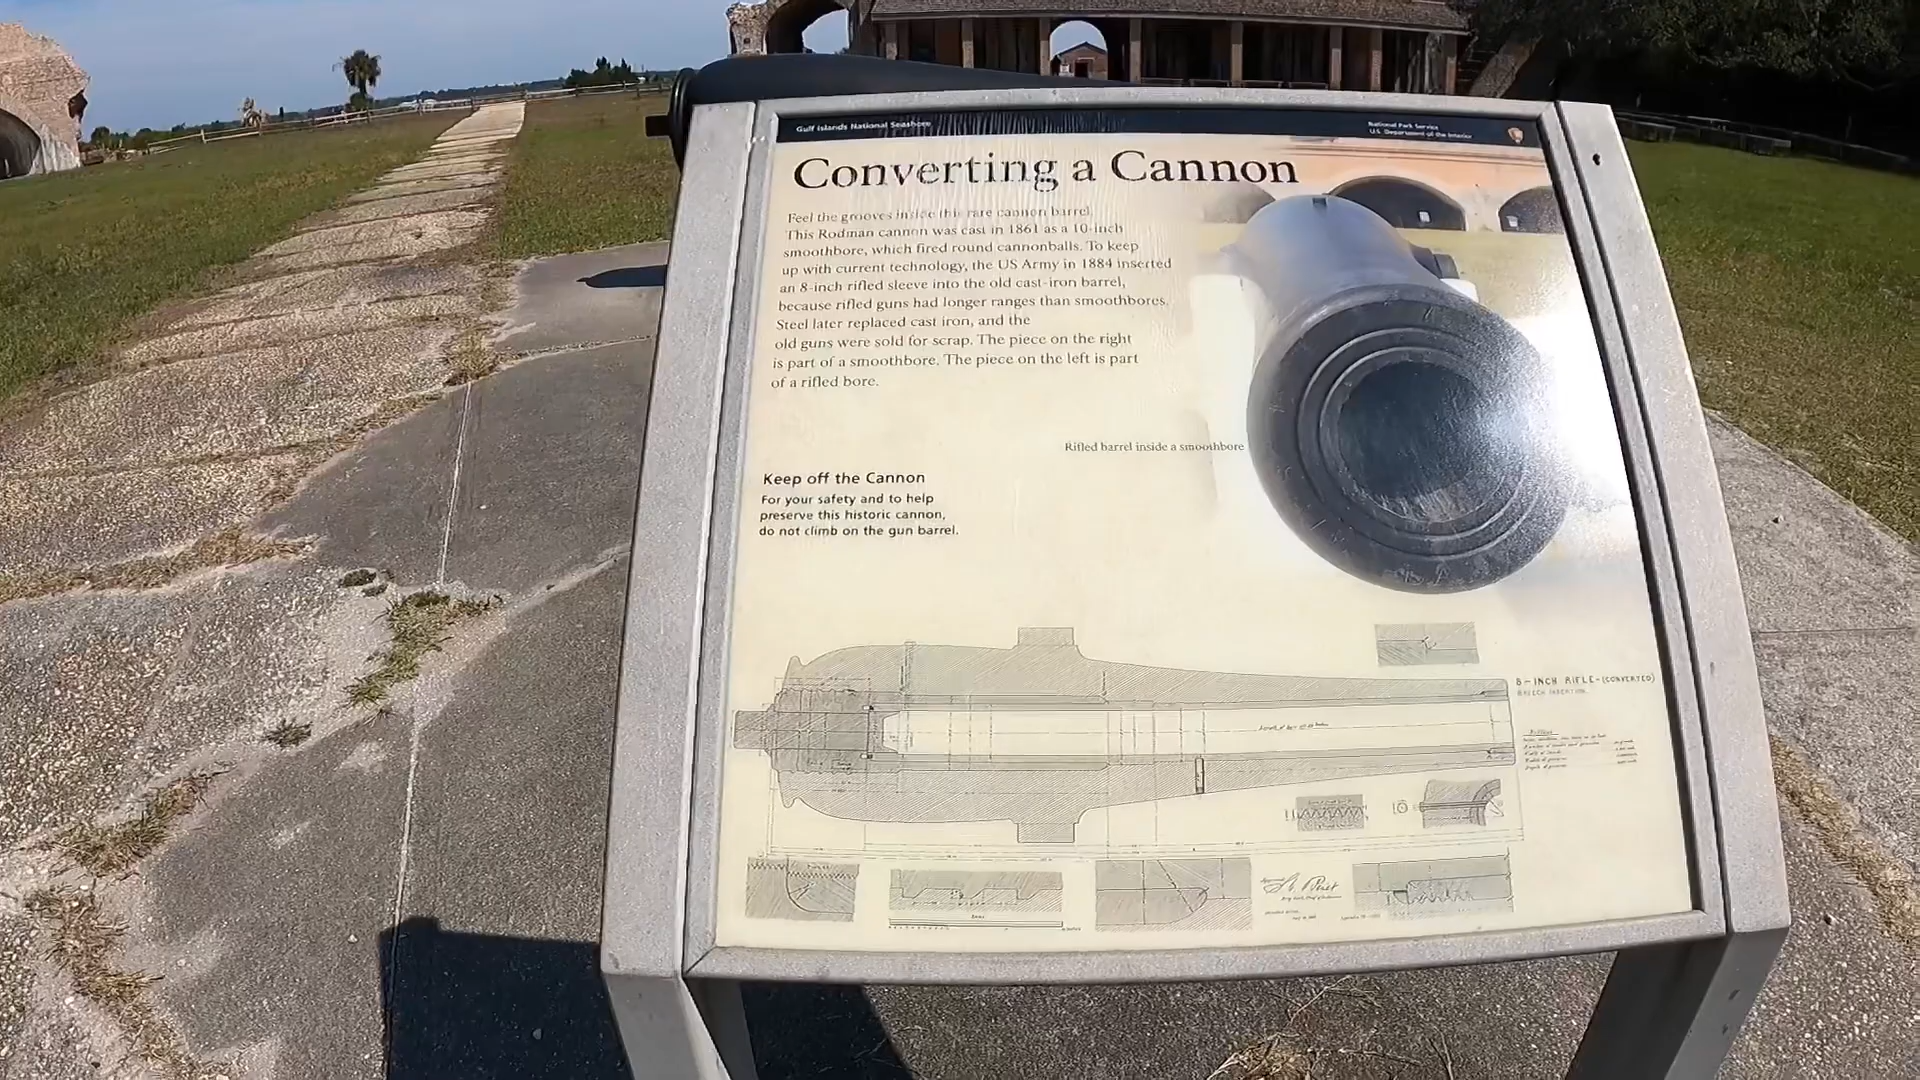 Gulf Islands National Seashore
National Park Service
U.S. Department of the Interior
Converting a Cannon
Feel the grooves inside this rare cannon barrel.
This Rodman cannon was cast in 1861 as a 10-inch
smoothbore, which fired round cannonballs. To keep
up with current technology, the US Army in 1884 inserted
an 8-inch rifled sleeve into the old cast-iron barrel,
because rifled guns had longer ranges than smoothbores.
Steel later replaced cast iron, and the
old guns were sold for scrap. The piece on the right
is part of a smoothbore. The piece on the left is part
of a rifled bore.
Rifled barrel inside a smoothbore
Keep off the Cannon
For your safety and to help
preserve this historic cannon,
do not climb on the gun barrel.
8-INCH RIFLE-(CONVERTED)
BREECH INSERTION